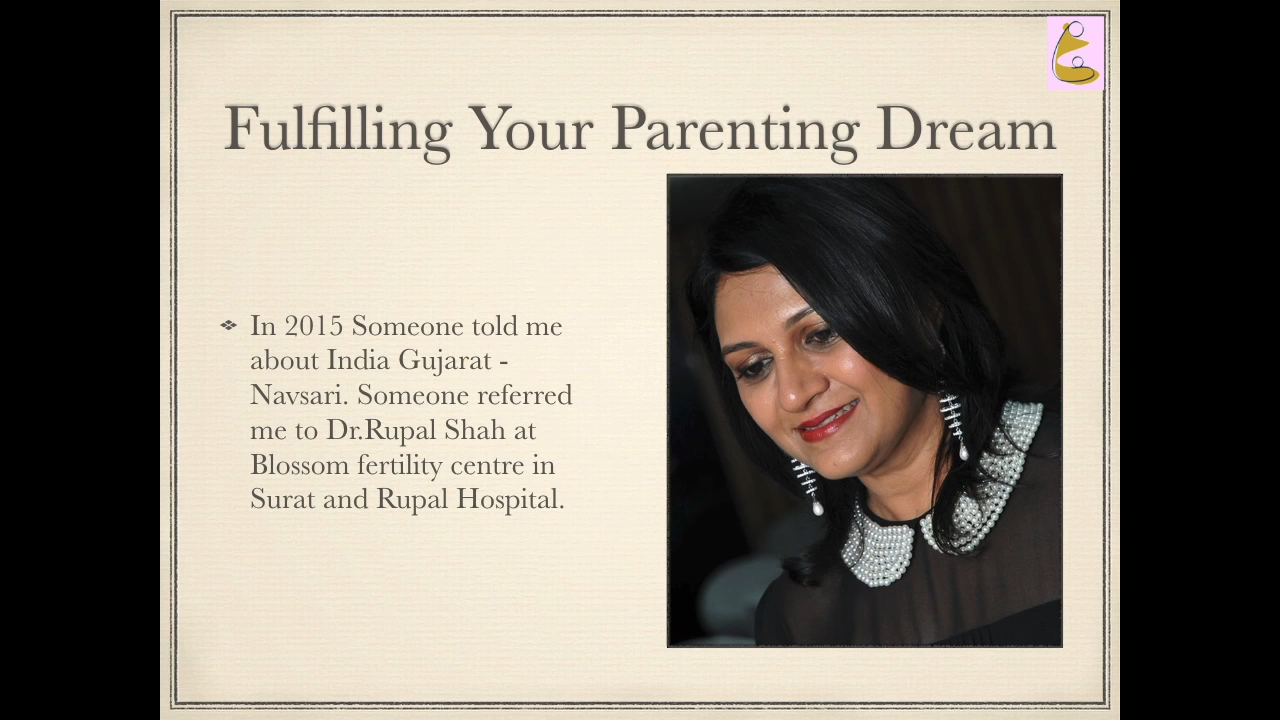 Fulfilling Your Parenting Dream
In 2015 Someone told me
about India Gujarat -
Navsari. Someone referred
me to Dr.Rupal Shah at
Blossom fertility centre in
Surat and Rupal Hospital.